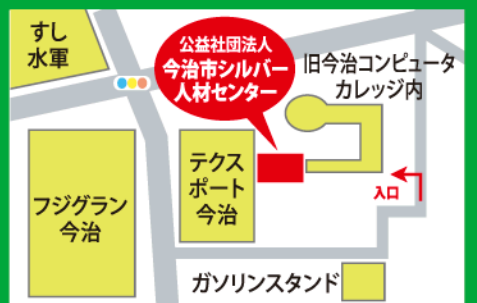 すし
水軍
公益社団法人
今治市シルバー
人材センター
旧今治コンピュータ
カレッジ内
テクス
ポート
今治
フジグラン
今治
入口
ガソリンスタンド